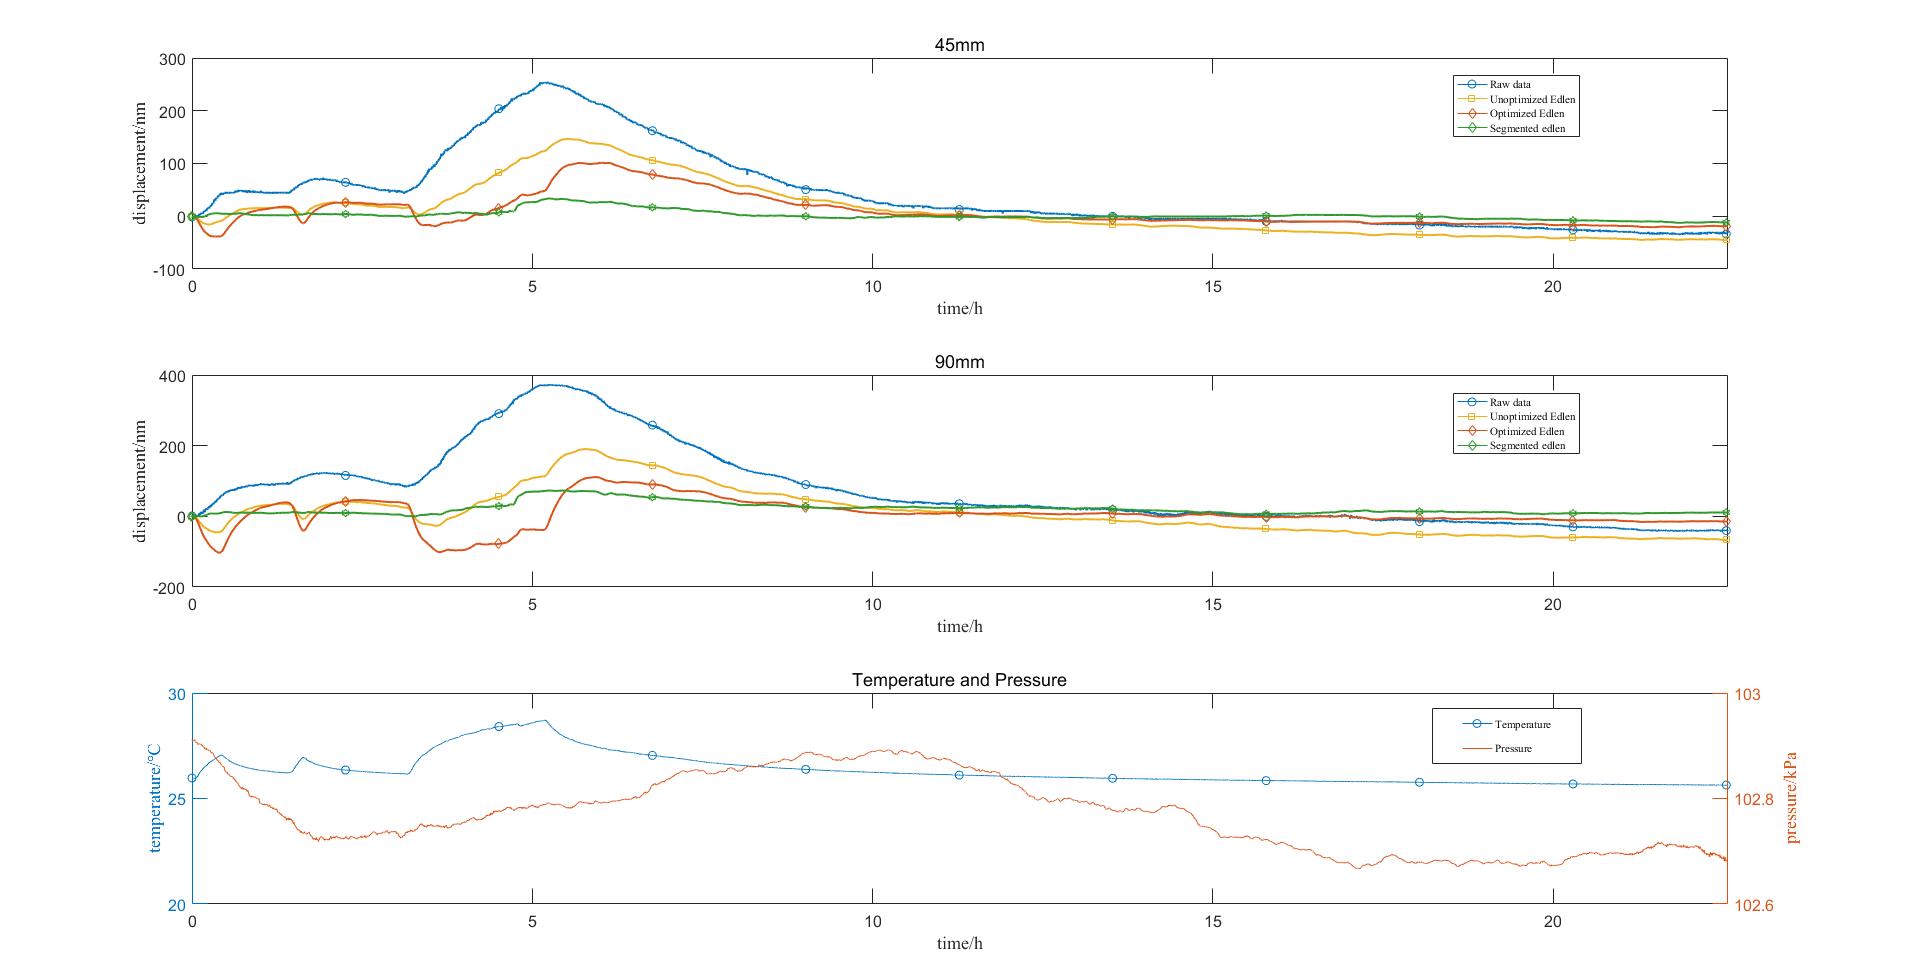 45mm
300
200
100
0
-100
displacement/nm
Raw data
Unoptimized Edlen
Optimized Edlen
Segmented edlen
0 5 10 15 20
time/h
90mm
400
200
0
-200
displacement/nm
Raw data
Unoptimized Edlen
Optimized Edlen
Segmented edlen
0 5 10 15 20
time/h
Temperature and Pressure
30
25
20
temperature/°C
Temperature
Pressure
103
102.8
102.6
pressure/kPa
0 5 10 15 20
time/h